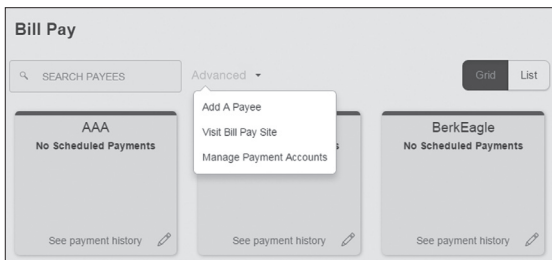 Bill Pay
SEARCH PAYEES
Advanced
Grid
List
Add A Payee
Visit Bill Pay Site
Manage Payment Accounts
AAA
No Scheduled Payments
See payment history
s
See payment history
BerkEagle
No Scheduled Payments
See payment history